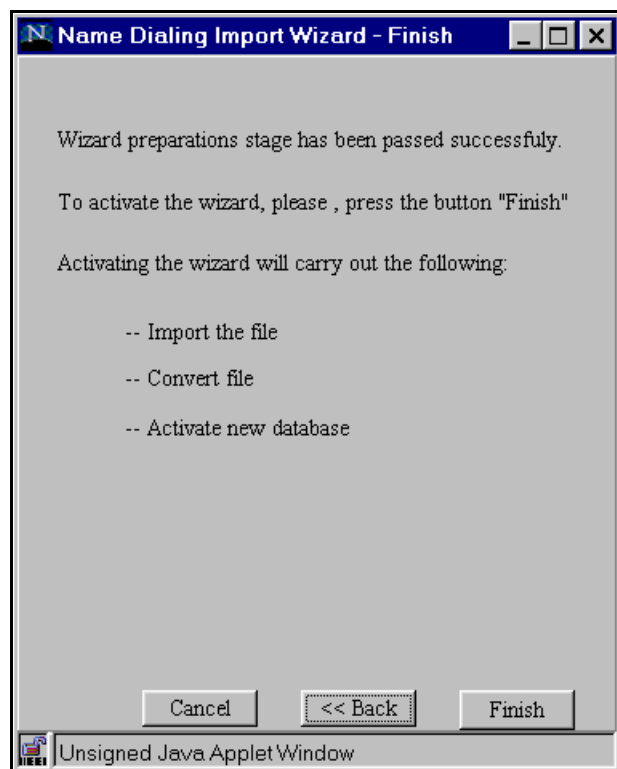 N Name Dialing Import Wizard - Finish
Wizard preparations stage has been passed successfuly.
To activate the wizard, please , press the button "Finish"
Activating the wizard will carry out the following:
-- Import the file
-- Convert file
-- Activate new database
Cancel << Back Finish
Unsigned Java Applet Window